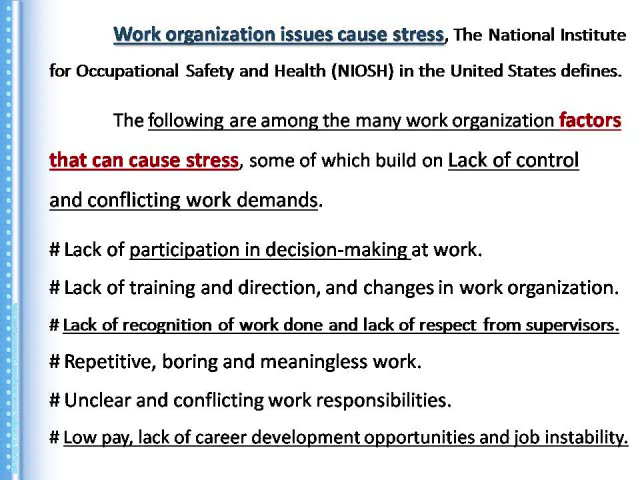 Work organization issues cause stress, The National Institute
for Occupational Safety and Health (NIOSH) in the United States defines.
The following are among the many work organization factors
that can cause stress, some of which build on Lack of control
and conflicting work demands.
# Lack of participation in decision-making at work.
# Lack of training and direction, and changes in work organization.
# Lack of recognition of work done and lack of respect from supervisors.
# Repetitive, boring and meaningless work.
# Unclear and conflicting work responsibilities.
# Low pay, lack of career development opportunities and job instability.